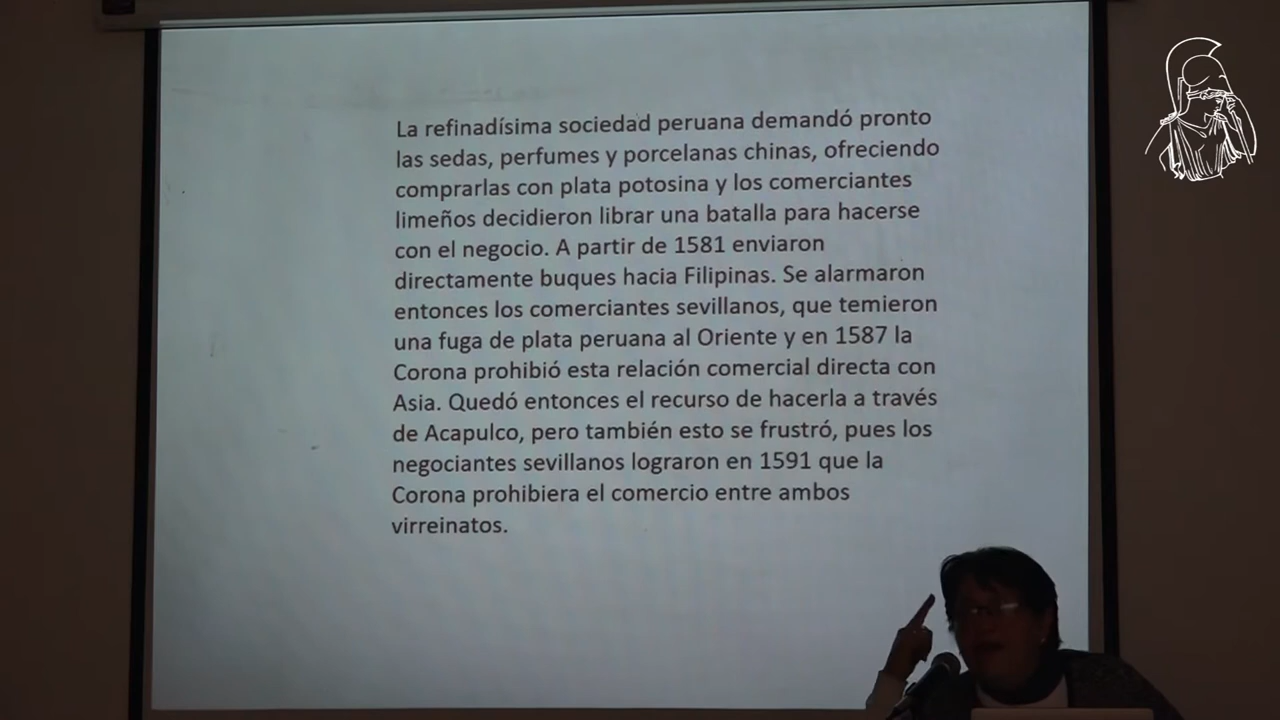 La refinadísima sociedad peruana demandó pronto
las sedas, perfumes y porcelanas chinas, ofreciendo
comprarlas con plata potosina y los comerciantes
limeños decidieron librar una batalla para hacerse
con el negocio. A partir de 1581 enviaron
directamente buques hacia Filipinas. Se alarmaron
entonces los comerciantes sevillanos, que temieron
una fuga de plata peruana al Oriente y en 1587 la
Corona prohibió esta relación comercial directa con
Asia. Quedó entonces el recurso de hacerla a través
de Acapulco, pero también esto se frustró, pues los
negociantes sevillanos lograron en 1591 que la
Corona prohibiera el comercio entre ambos
virreinatos.